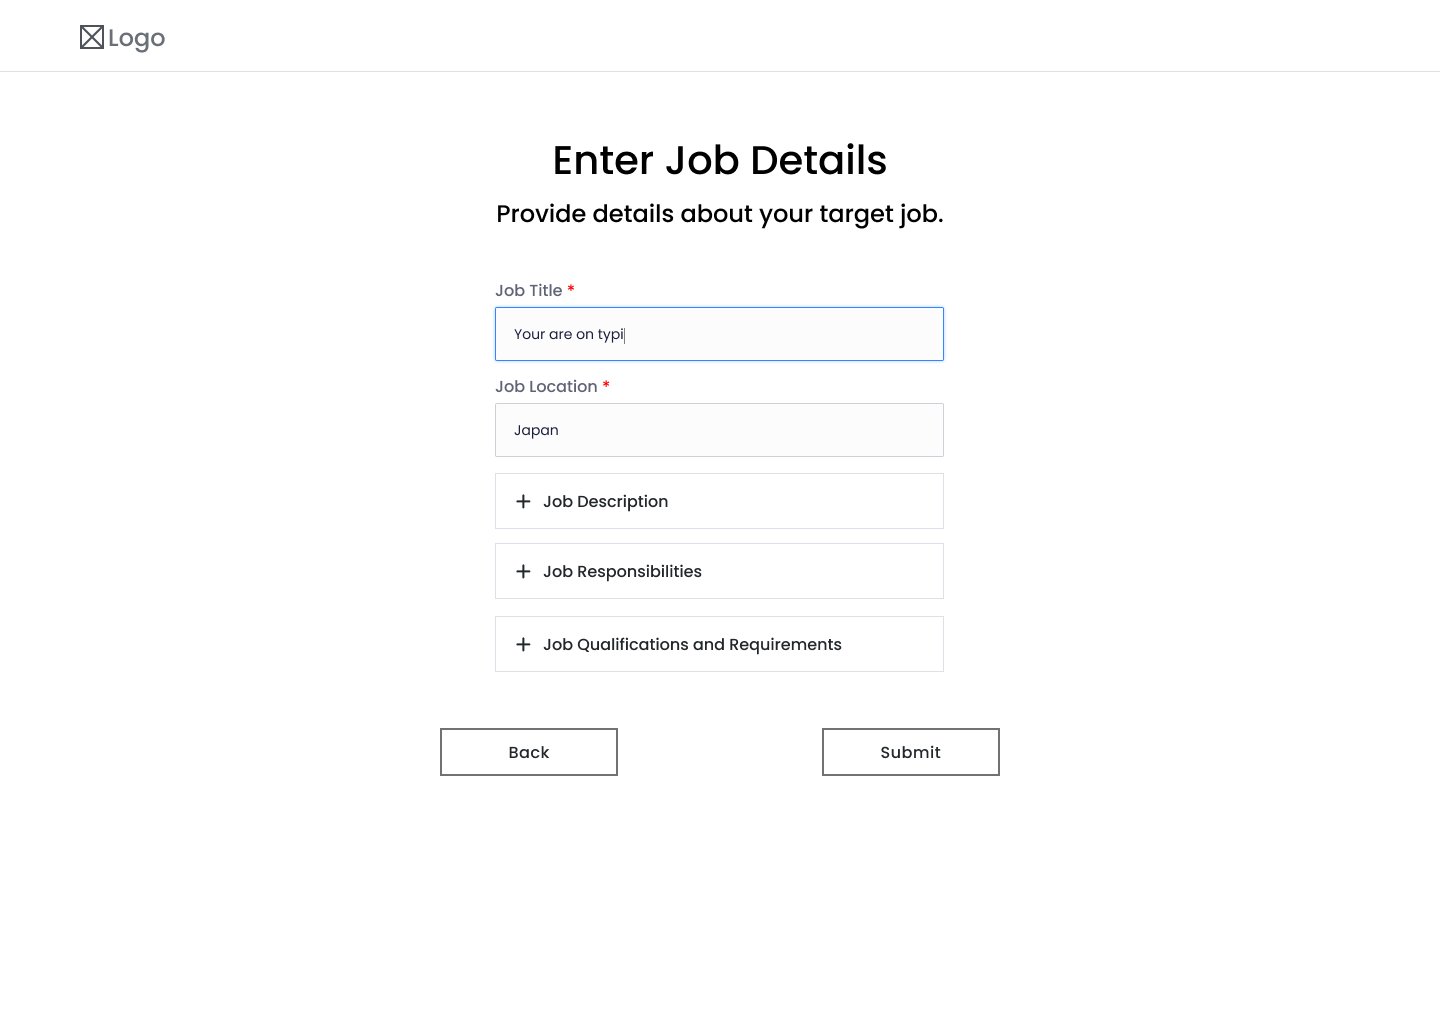 Logo
Enter Job Details
Provide details about your target job.
Job Title *
Your are on typi
Job Location *
Japan
Job Description
Job Responsibilities
Job Qualifications and Requirements
Back
Submit